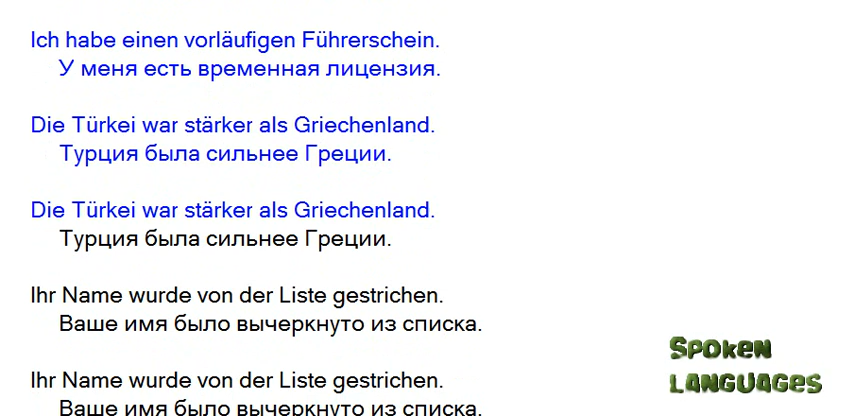 Ich habe einen vorläufigen Führerschein.
У меня есть временная лицензия.
Die Türkei war stärker als Griechenland.
Турция была сильнее Греции.
Die Türkei war stärker als Griechenland.
Турция была сильнее Греции.
Ihr Name wurde von der Liste gestrichen.
Ваше имя было вычеркнуто из списка.
Ihr Name wurde von der Liste gestrichen.
Ваше имя было вычеркнуто из списка.
Spoken
Languages